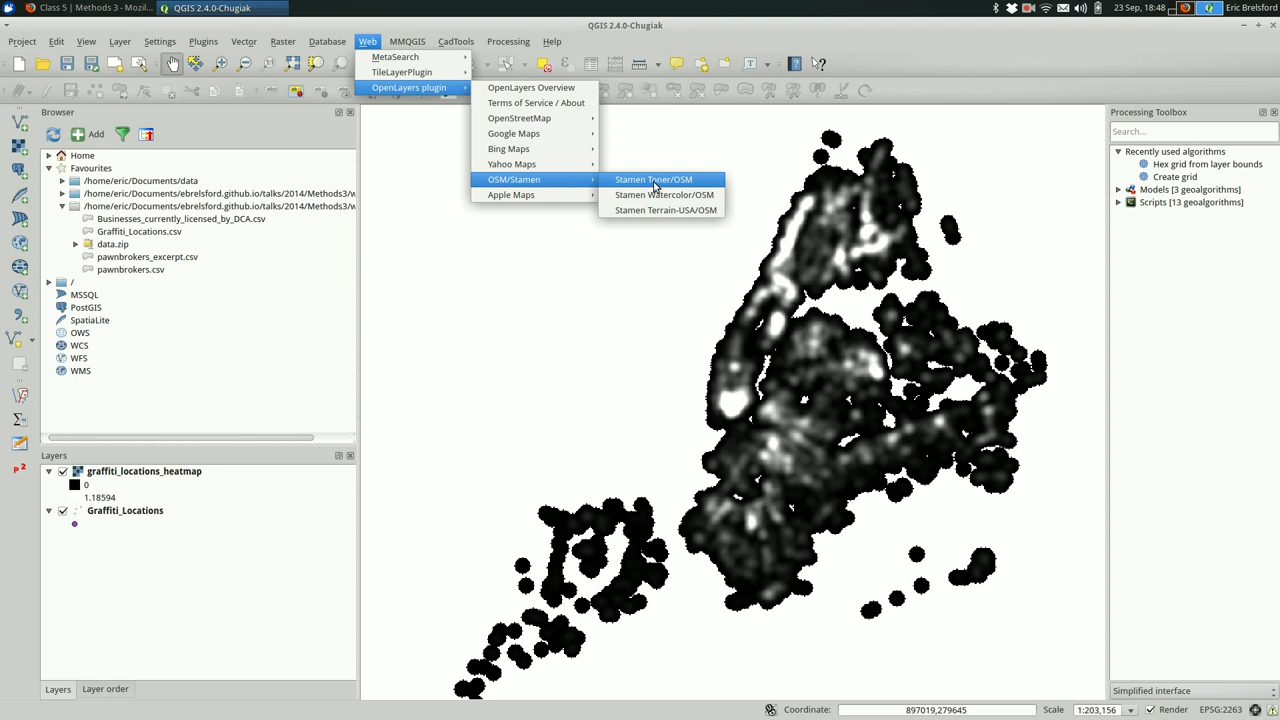 Class 5 | Methods 3 - Mozil...
QGIS 2.4.0-Chugiak
23 Sep, 18:48
Eric Brelsford
QGIS 2.4.0-Chugiak
Project Edit View Layer Settings Plugins Vector Raster Database Web MMQGIS CadTools Processing Help
MetaSearch
TileLayerPlugin
OpenLayers plugin
OpenLayers Overview
Terms of Service / About
OpenStreetMap
Google Maps
Bing Maps
Yahoo Maps
OSM/Stamen
Apple Maps
Stamen Toner/OSM
Stamen Watercolor/OSM
Stamen Terrain-USA/OSM
Browser
Add
Home
Favourites
/home/eric/Documents/data
/home/eric/Documents/ebrelsford.github.io/talks/2014/Methods3/w
/home/eric/Documents/ebrelsford.github.io/talks/2014/Methods3/w
Businesses_currently_licensed_by_DCA.csv
Graffiti_Locations.csv
data.zip
pawnbrokers_excerpt.csv
pawnbrokers.csv
/
MSSQL
PostGIS
SpatiaLite
OWS
WCS
WFS
WMS
Layers
graffiti_locations_heatmap
0
1.18594
Graffiti_Locations
Layers Layer order
Processing Toolbox
Search...
Recently used algorithms
Hex grid from layer bounds
Create grid
Models [3 geoalgorithms]
Scripts [13 geoalgorithms]
Simplified interface
Coordinate: 897019,279645 Scale 1:203,156 Render EPSG:2263